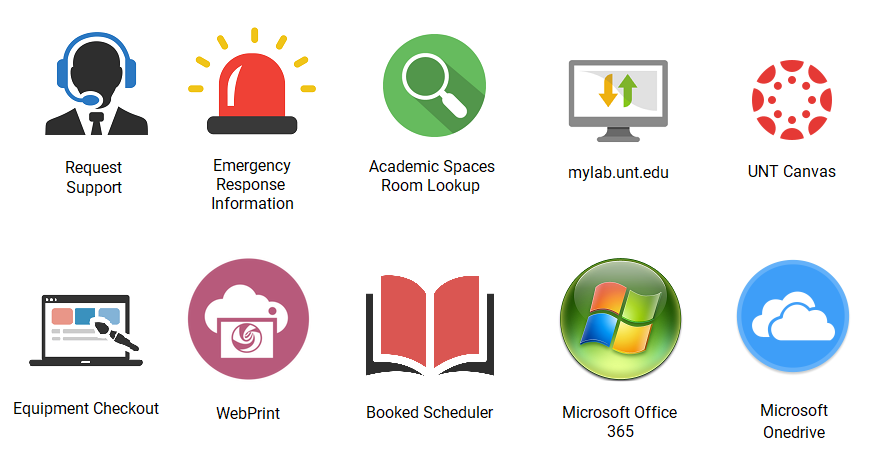 Request
Support
Emergency
Response
Information
Academic Spaces
Room Lookup
mylab.unt.edu
UNT Canvas
Equipment Checkout
WebPrint
Booked Scheduler
Microsoft Office
365
Microsoft
Onedrive